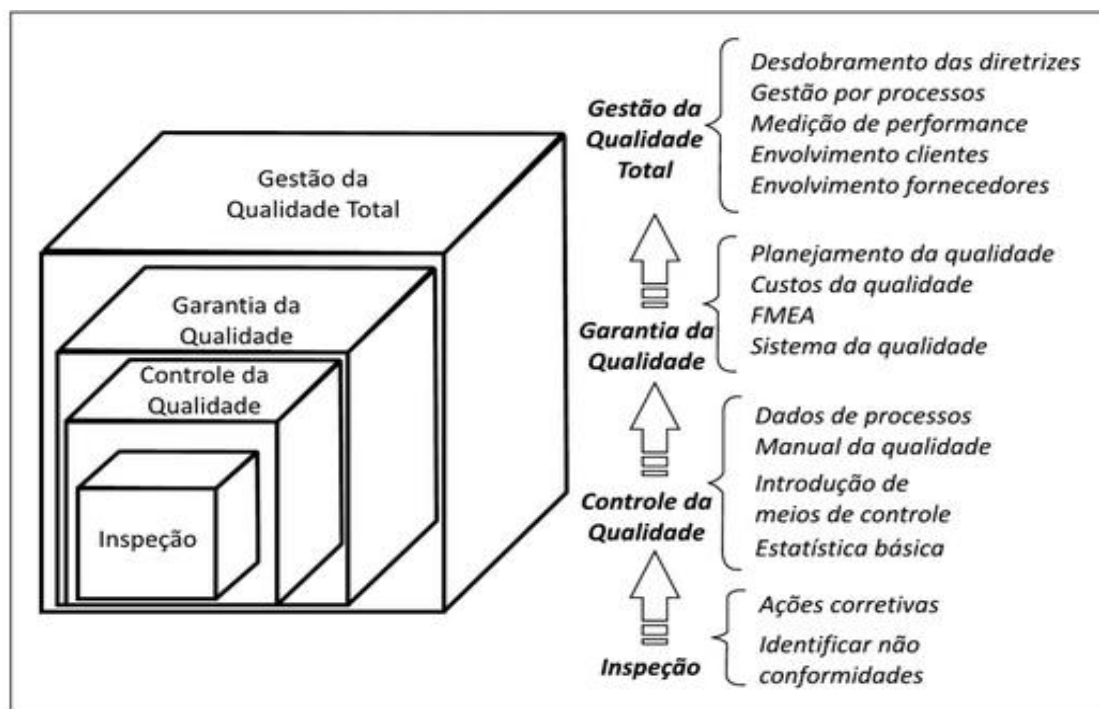 Gestão da
Qualidade Total
Garantia da
Qualidade
Controle da
Qualidade
Inspeção
Gestão da
Qualidade
Total
Desdobramento das diretrizes
Gestão por processos
Medição de performance
Envolvimento clientes
Envolvimento fornecedores
Garantia da
Qualidade
Planejamento da qualidade
Custos da qualidade
FMEA
Sistema da qualidade
Controle da
Qualidade
Dados de processos
Manual da qualidade
Introdução de
meios de controle
Estatística básica
Inspeção
Ações corretivas
Identificar não
conformidades